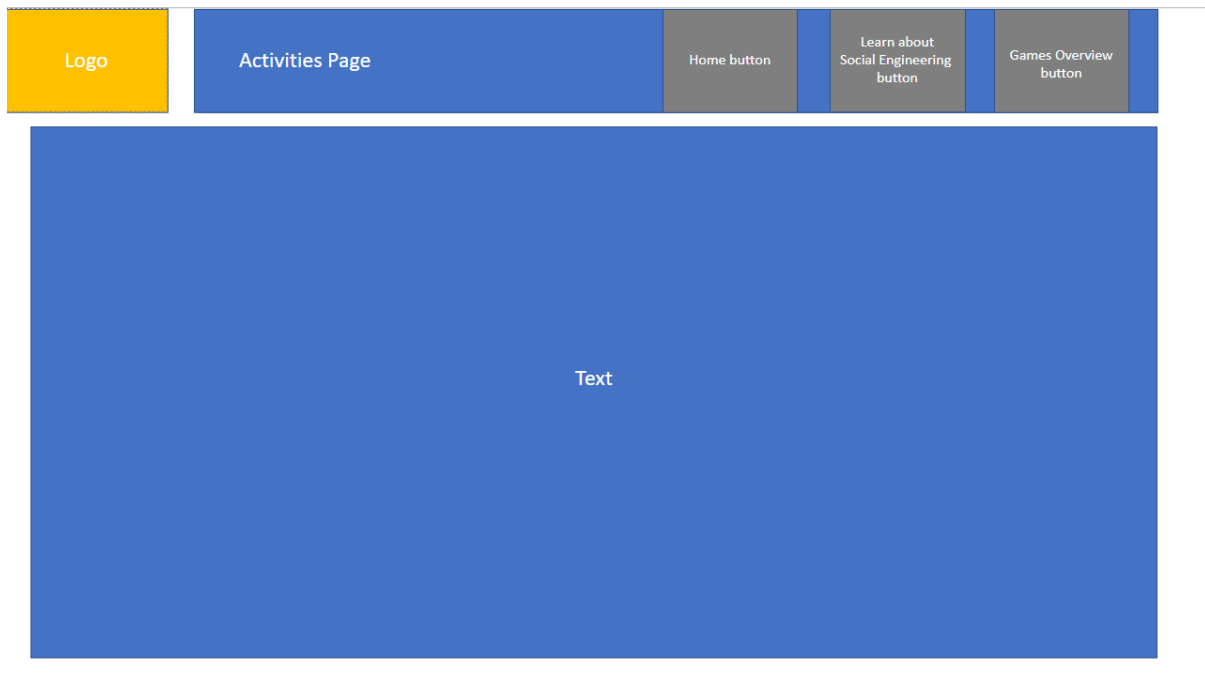 Logo
Activities Page
Home button
Learn about
Social Engineering
button
Games Overview
button
Text